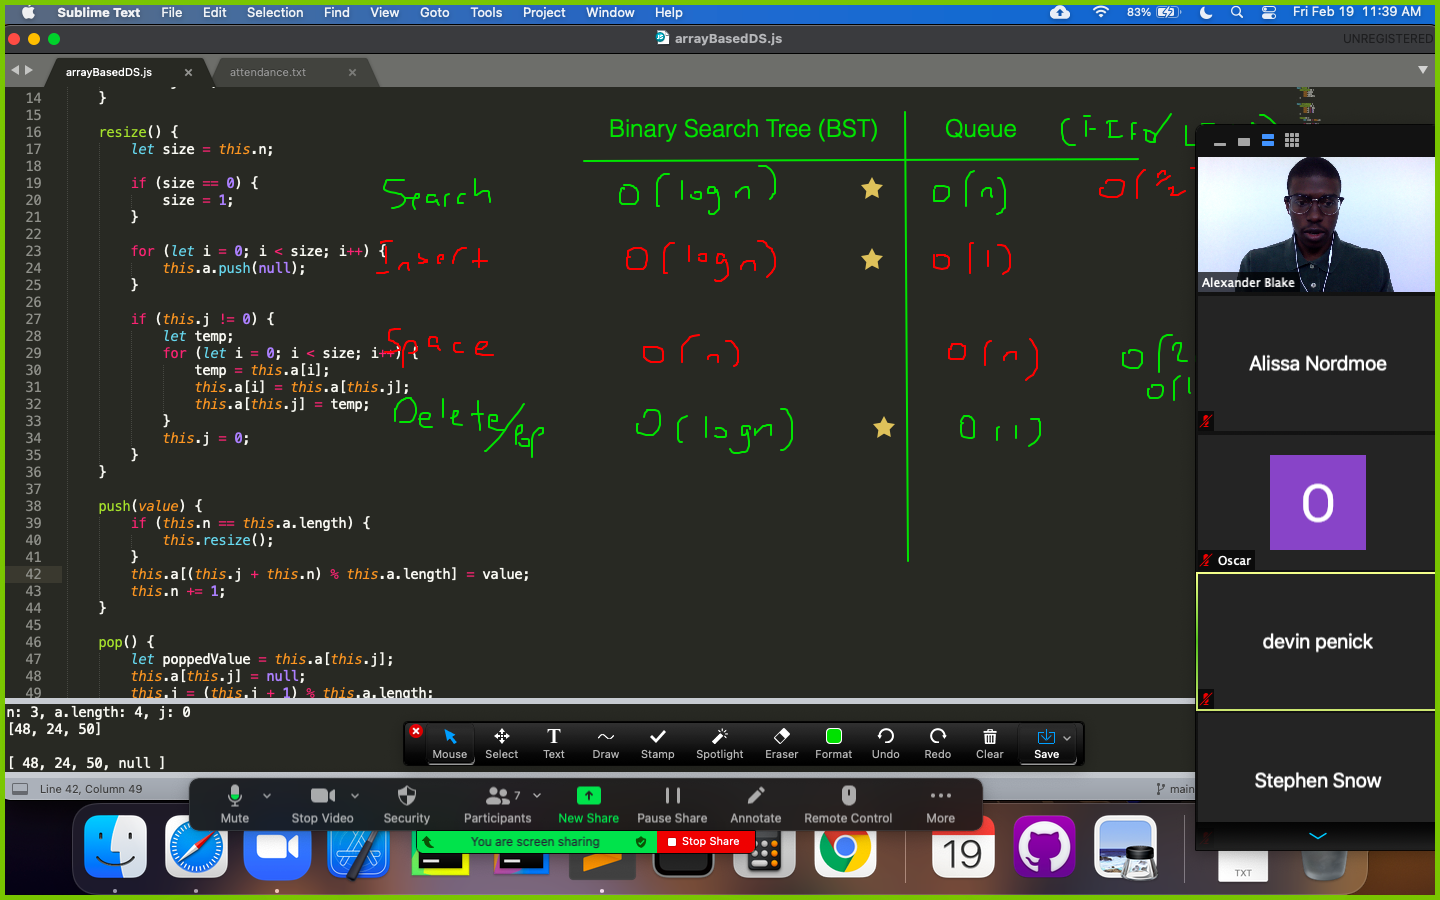 Sublime Text File Edit Selection Find View Goto Tools Project Window Help 83% Fri Feb 19 11:39 AM
arrayBasedDS.js UNREGISTERED
arrayBasedDS.js × attendance.txt ×
14 }
15
16 resize() {
17 let size = this.n;
18
19 if (size == 0) {
20 size = 1;
21 }
22
23 for (let i = 0; i < size; i++) {
24 this.a.push(null);
25 }
26
27 if (this.j != 0) {
28 let temp;
29 for (let i = 0; i < size; i++) {
30 temp = this.a[i];
31 this.a[i] = this.a[this.j];
32 this.a[this.j] = temp;
33 }
34 this.j = 0;
35 }
36 }
37
38 push(value) {
39 if (this.n == this.a.length) {
40 this.resize();
41 }
42 this.a[(this.j + this.n) % this.a.length] = value;
43 this.n += 1;
44 }
45
46 pop() {
47 let poppedValue = this.a[this.j];
48 this.a[this.j] = null;
49 this.j = (this.j + 1) % this.a.length;
Binary Search Tree (BST) Queue (FIFO/
Search O(log n) O(n) O(n/2
Insert O(log n) O(1)
Space O(n) O(n) O(2
O(1
Delete/Pop O(log n) O(1)
Alexander Blake
Alissa Nordmoe
O
Oscar
devin penick
Stephen Snow
n: 3, a.length: 4, j: 0
[48, 24, 50]
[ 48, 24, 50, null ]
Mouse Select Text Draw Stamp Spotlight Eraser Format Undo Redo Clear Save
Line 42, Column 49 main
7
Mute Stop Video Security Participants New Share Pause Share Annotate Remote Control More
You are screen sharing Stop Share
19
TXT